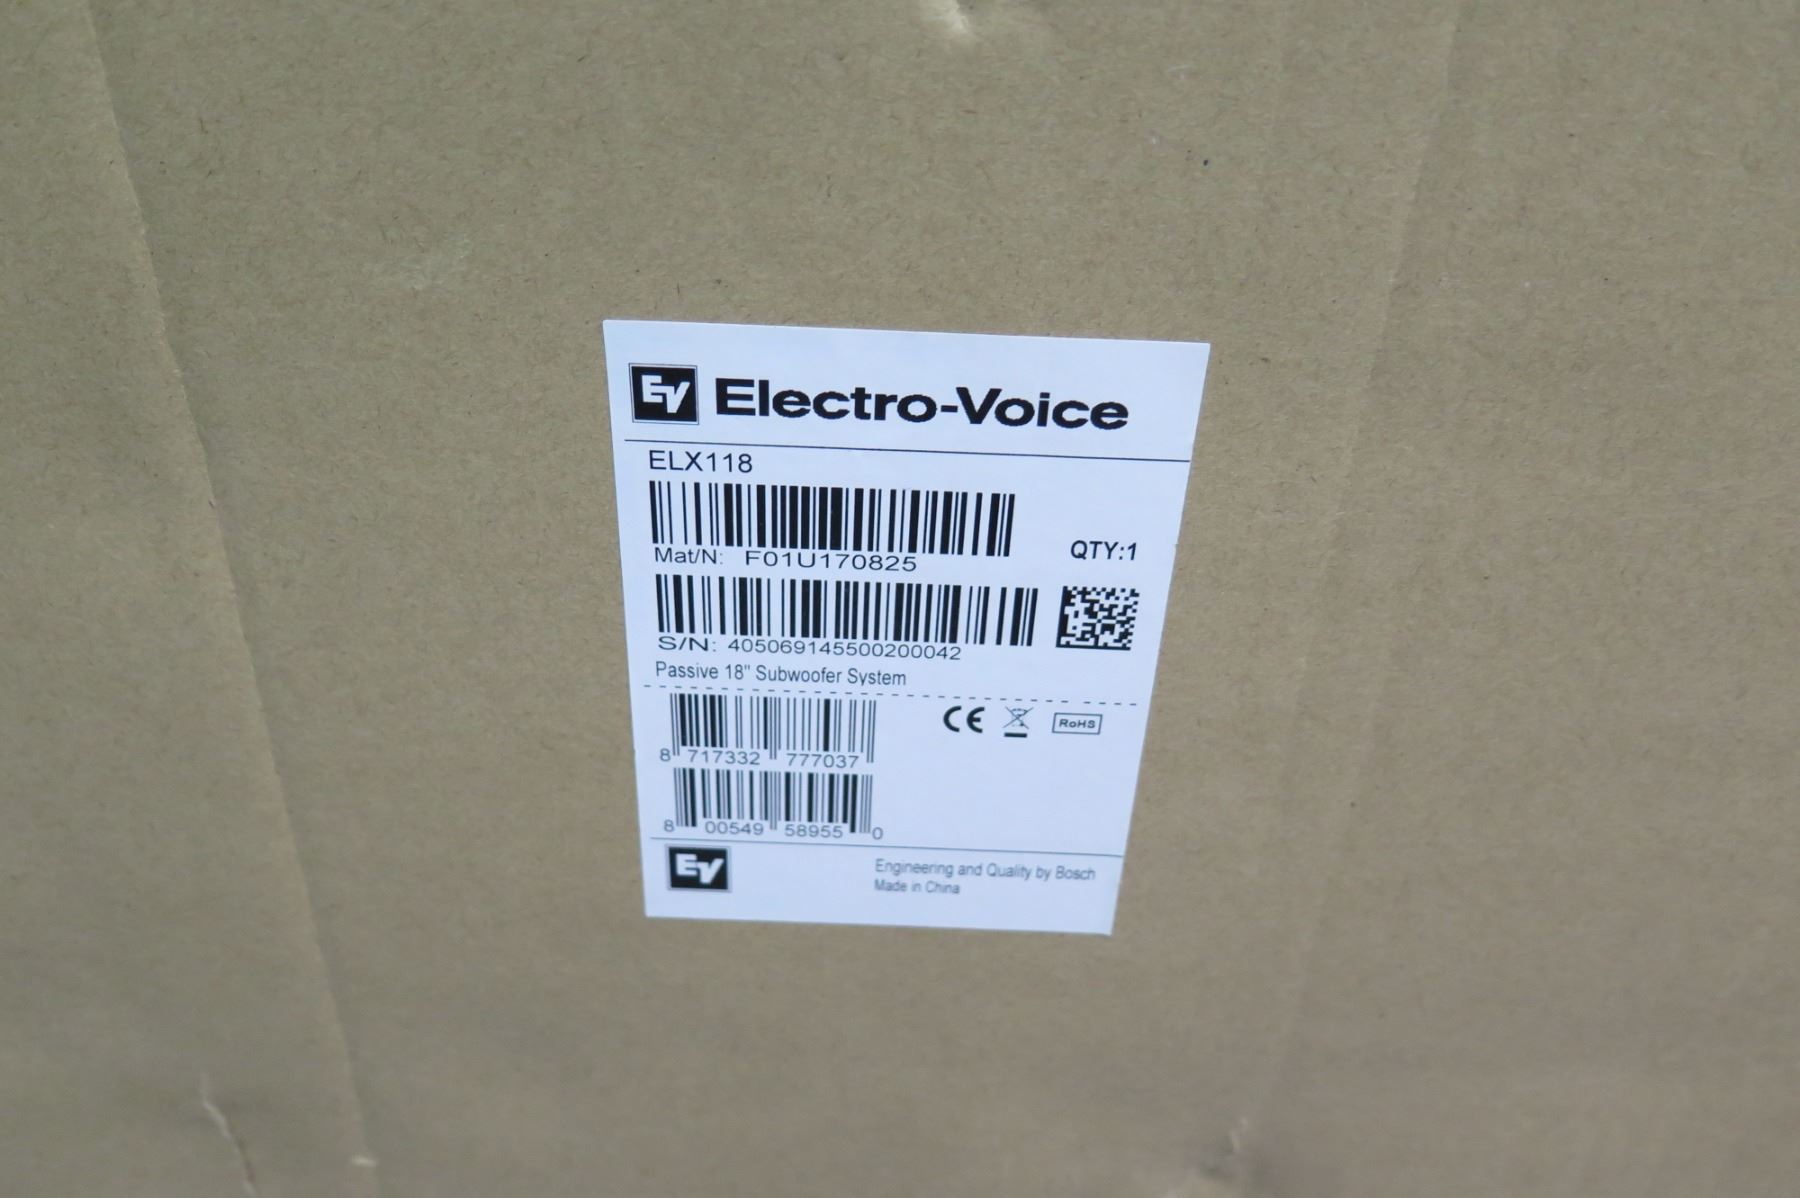 EV Electro-Voice
ELX118
Mat/N: F01U170825
QTY:1
S/N: 405069145500200042
Passive 18" Subwoofer System
CE RoHS
8 717332 777037
8 00549 58955 0
EV
Engineering and Quality by Bosch
Made in China